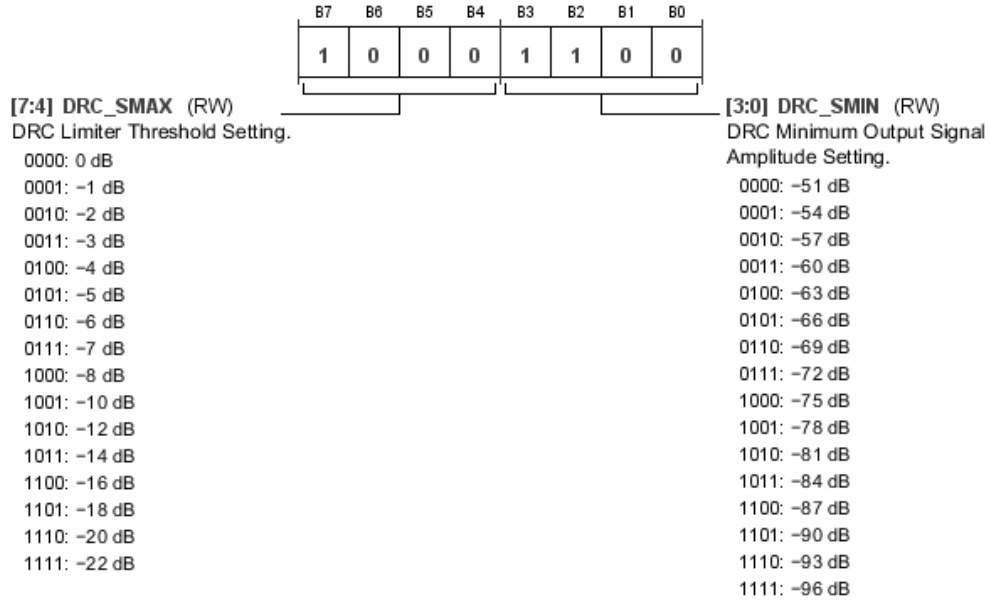 B7 B6 B5 B4 B3 B2 B1 B0
1 0 0 0 1 1 0 0
[7:4] DRC_SMAX (RW)
DRC Limiter Threshold Setting.
0000: 0 dB
0001: −1 dB
0010: −2 dB
0011: −3 dB
0100: −4 dB
0101: −5 dB
0110: −6 dB
0111: −7 dB
1000: −8 dB
1001: −10 dB
1010: −12 dB
1011: −14 dB
1100: −16 dB
1101: −18 dB
1110: −20 dB
1111: −22 dB
[3:0] DRC_SMIN (RW)
DRC Minimum Output Signal
Amplitude Setting.
0000: −51 dB
0001: −54 dB
0010: −57 dB
0011: −60 dB
0100: −63 dB
0101: −66 dB
0110: −69 dB
0111: −72 dB
1000: −75 dB
1001: −78 dB
1010: −81 dB
1011: −84 dB
1100: −87 dB
1101: −90 dB
1110: −93 dB
1111: −96 dB